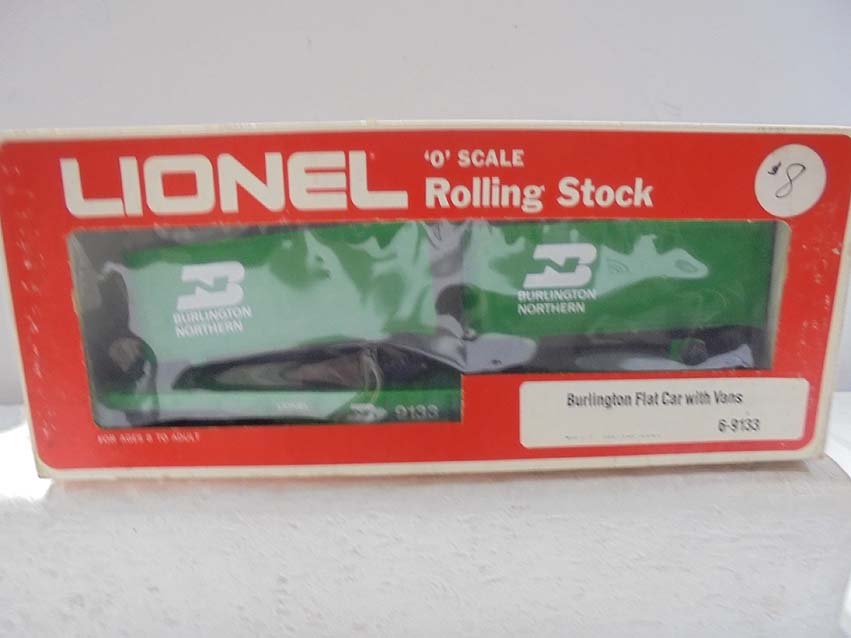 LIONEL
'O' SCALE
Rolling Stock
8
BURLINGTON
NORTHERN
BURLINGTON
NORTHERN
LIONEL
9133
Burlington Flat Car with Vans
6-9133
FOR AGES 8 TO ADULT